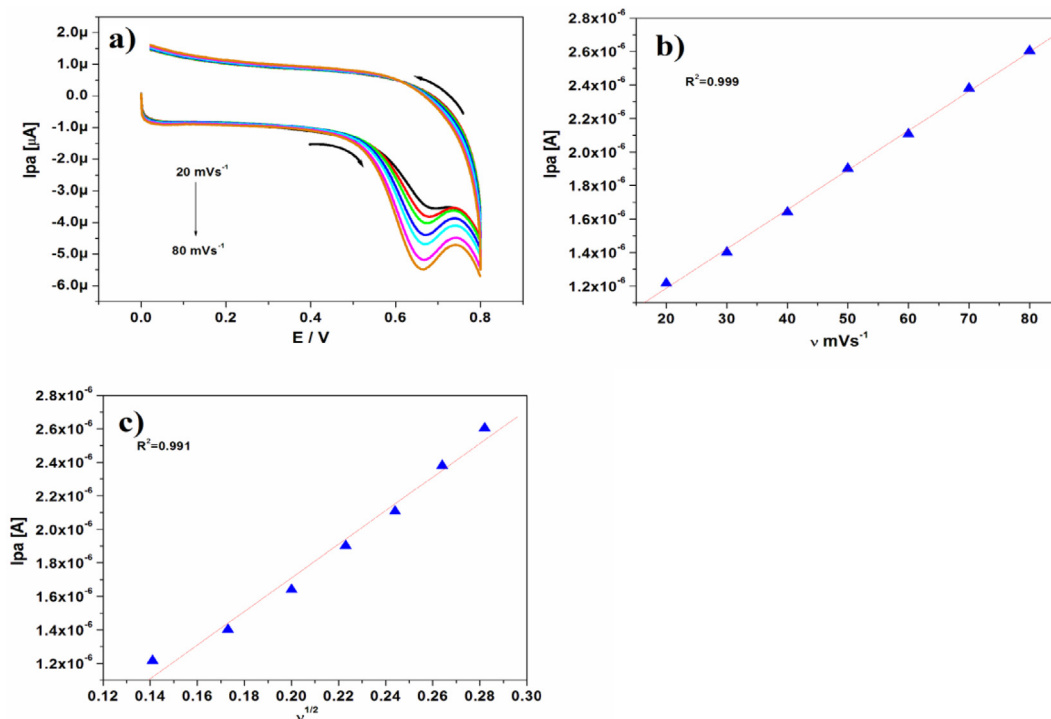 a)
Ipa [µA]
2.0µ
1.0µ
0.0
-1.0µ
-2.0µ
-3.0µ
-4.0µ
-5.0µ
-6.0µ
20 mVs⁻¹
80 mVs⁻¹
0.0 0.2 0.4 0.6 0.8
E / V
b)
R²=0.999
Ipa [A]
2.8x10⁻⁶
2.6x10⁻⁶
2.4x10⁻⁶
2.2x10⁻⁶
2.0x10⁻⁶
1.8x10⁻⁶
1.6x10⁻⁶
1.4x10⁻⁶
1.2x10⁻⁶
20 30 40 50 60 70 80
ν mVs⁻¹
c)
R²=0.991
Ipa [A]
2.8x10⁻⁶
2.6x10⁻⁶
2.4x10⁻⁶
2.2x10⁻⁶
2.0x10⁻⁶
1.8x10⁻⁶
1.6x10⁻⁶
1.4x10⁻⁶
1.2x10⁻⁶
0.12 0.14 0.16 0.18 0.20 0.22 0.24 0.26 0.28 0.30
ν¹ᐟ²